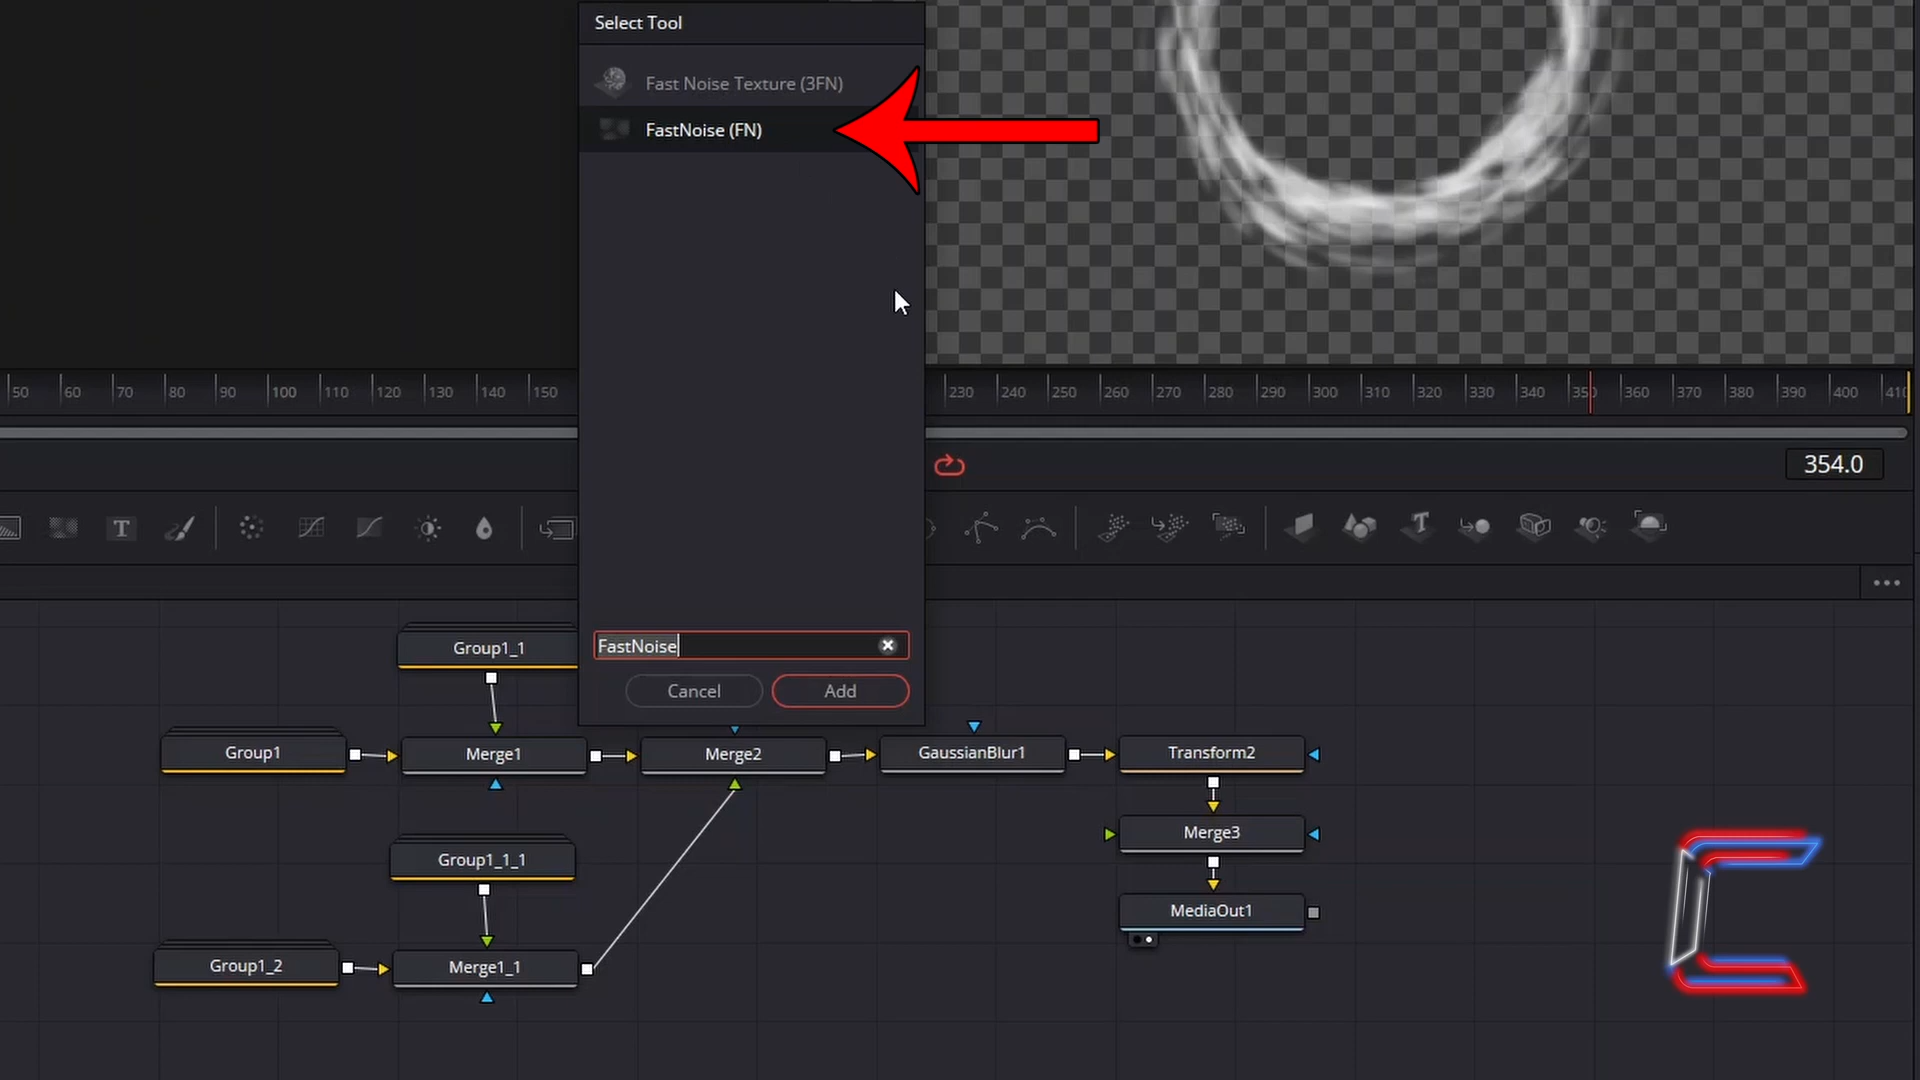 Select Tool
Fast Noise Texture (3FN)
FastNoise (FN)
50 60 70 80 90 100 110 120 130 140 150 230 240 250 260 270 280 290 300 310 320 330 340 350 360 370 380 390 400 410
354.0
T
T
FastNoise
Cancel Add
Group1_1
Group1 Merge1 Merge2 GaussianBlur1 Transform2
Merge3
Group1_1_1
MediaOut1
Group1_2 Merge1_1